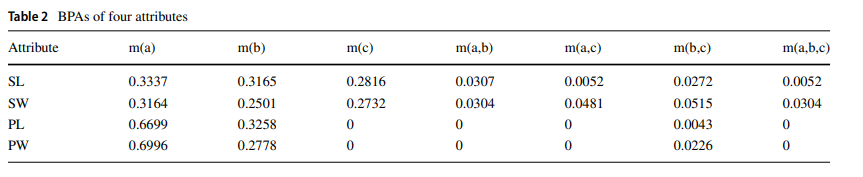 Table 2 BPAs of four attributes
Attribute m(a) m(b) m(c) m(a,b) m(a,c) m(b,c) m(a,b,c)
SL 0.3337 0.3165 0.2816 0.0307 0.0052 0.0272 0.0052
SW 0.3164 0.2501 0.2732 0.0304 0.0481 0.0515 0.0304
PL 0.6699 0.3258 0 0 0 0.0043 0
PW 0.6996 0.2778 0 0 0 0.0226 0